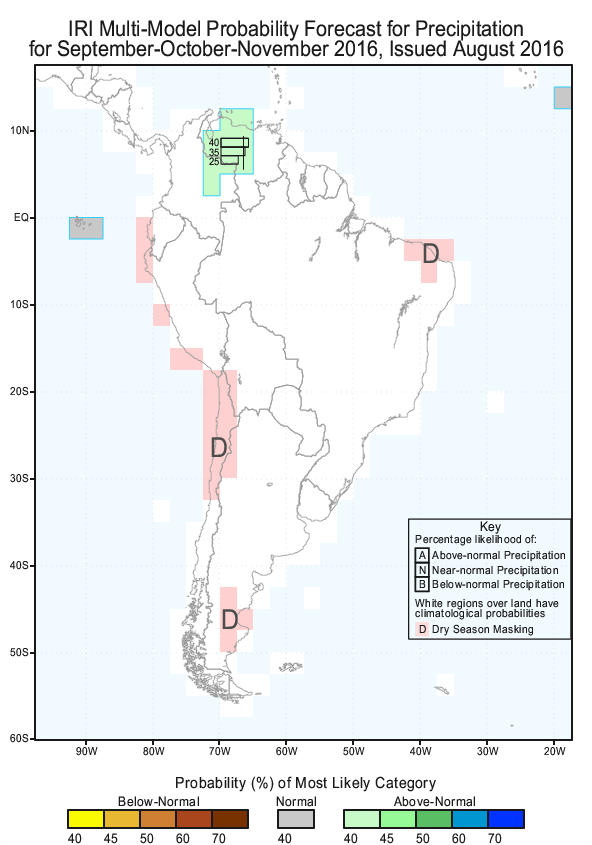 IRI Multi-Model Probability Forecast for Precipitation
for September-October-November 2016, Issued August 2016
10N
40
35
25
EQ
D
10S
20S
D
30S
Key
Percentage likelihood of:
A Above-normal Precipitation
N Near-normal Precipitation
B Below-normal Precipitation
40S
White regions over land have
climatological probabilities
D
D Dry Season Masking
50S
60S
90W 80W 70W 60W 50W 40W 30W 20W
Probability (%) of Most Likely Category
Below-Normal Normal Above-Normal
40 45 50 60 70 40 40 45 50 60 70